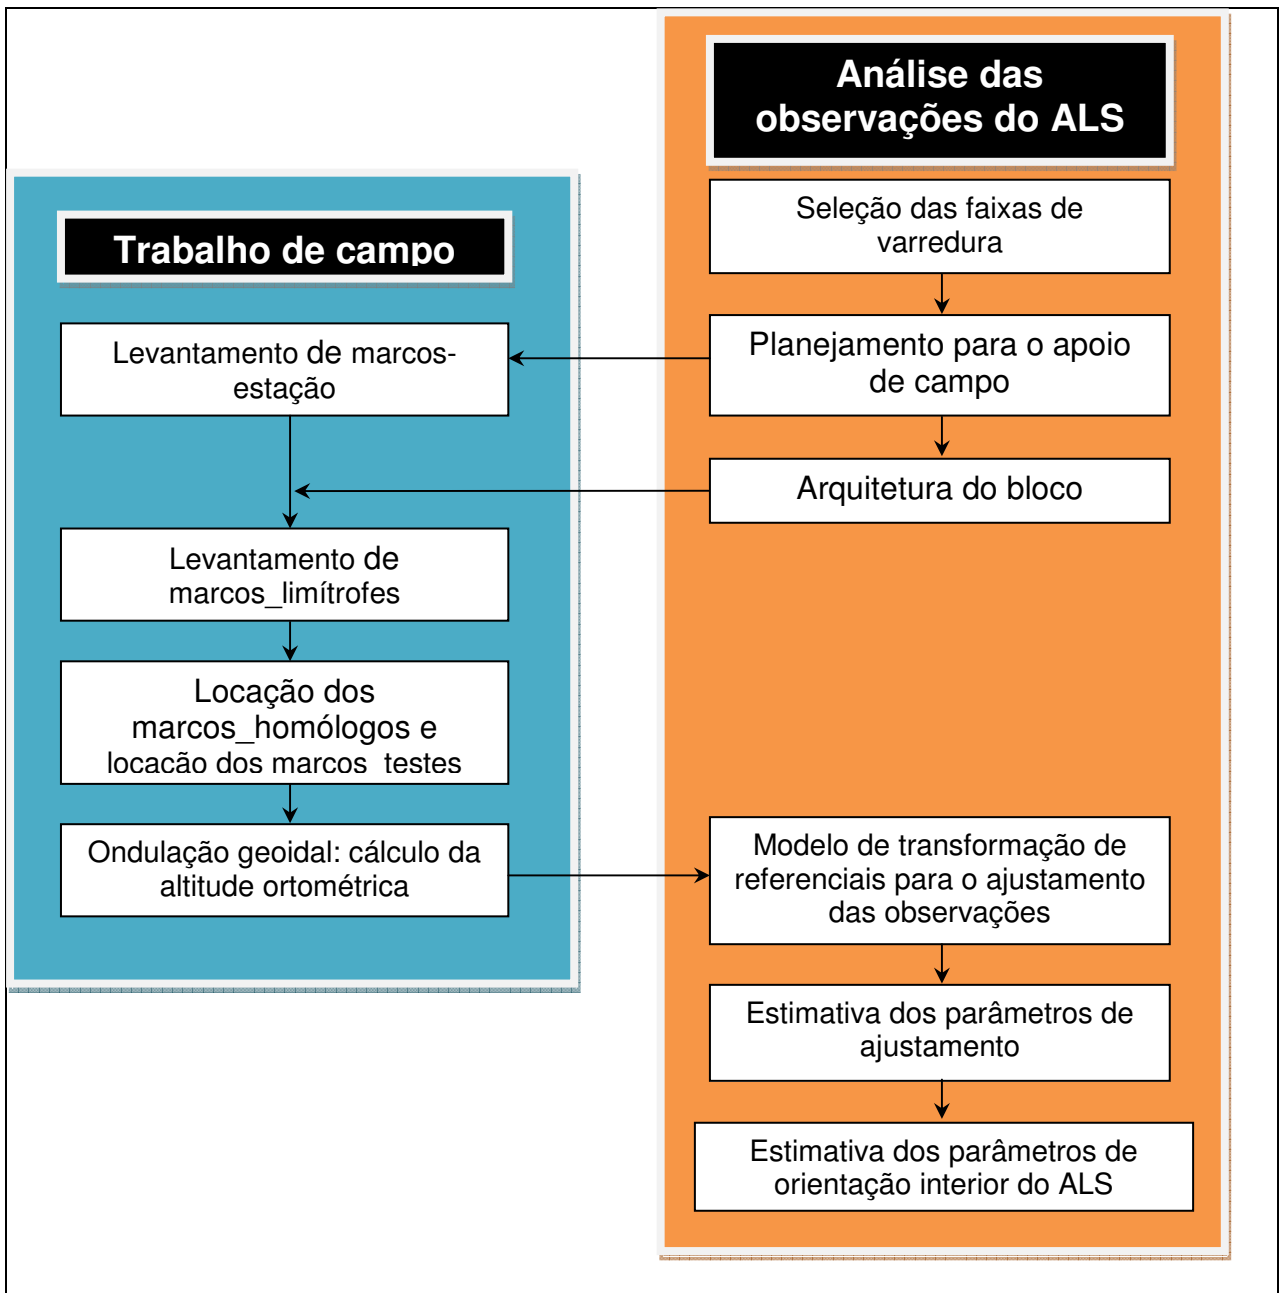 Análise das
observações do ALS
Seleção das faixas de
varredura
Planejamento para o apoio
de campo
Arquitetura do bloco
Trabalho de campo
Levantamento de marcos-
estação
Levantamento de
marcos_limítrofes
Locação dos
marcos_homólogos e
locação dos marcos_testes
Ondulação geoidal: cálculo da
altitude ortométrica
Modelo de transformação de
referenciais para o ajustamento
das observações
Estimativa dos parâmetros de
ajustamento
Estimativa dos parâmetros de
orientação interior do ALS